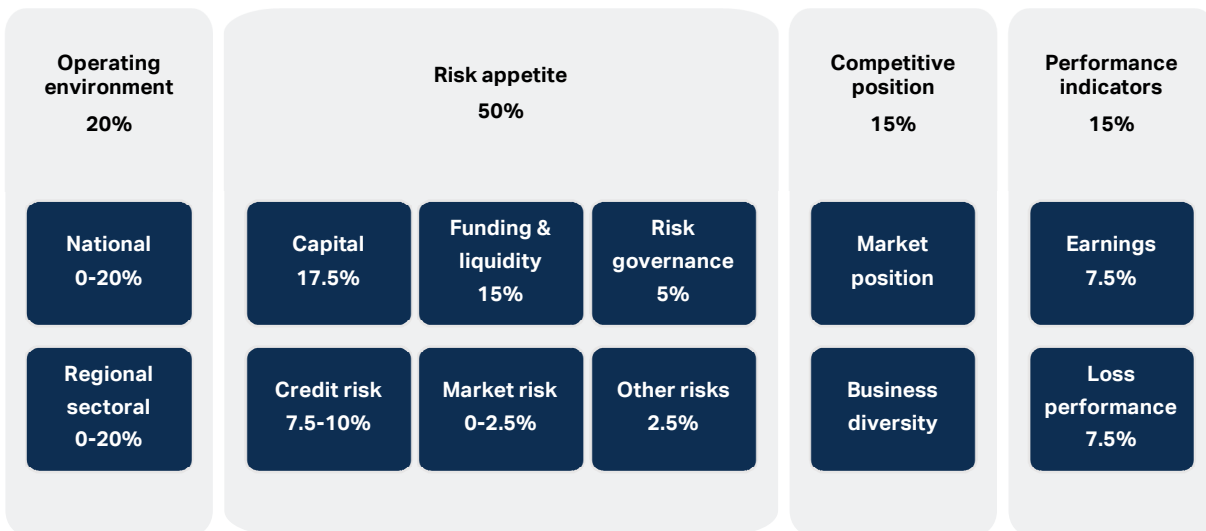 Operating
environment
20%
National
0-20%
Regional
sectoral
0-20%
Risk appetite
50%
Capital
17.5%
Funding &
liquidity
15%
Risk
governance
5%
Credit risk
7.5-10%
Market risk
0-2.5%
Other risks
2.5%
Competitive
position
15%
Market
position
Business
diversity
Performance
indicators
15%
Earnings
7.5%
Loss
performance
7.5%